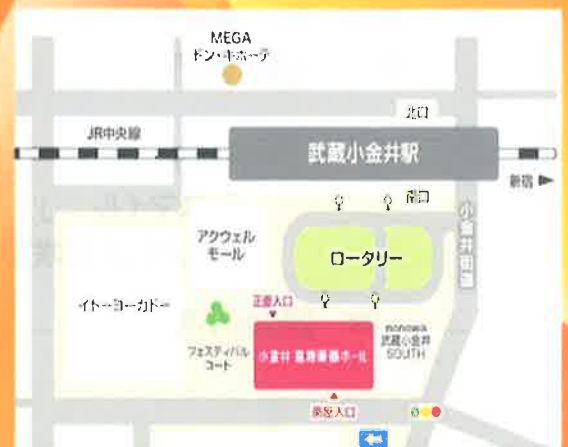 MEGA
ドン・キホーテ
北口
JR中央線
武蔵小金井駅
新宿
南口
小金井街道
アクウェル
モール
ロータリー
イトーヨーカドー
正面入口
フェスティバル
コート
小金井 宮地楽器ホール
nonowa
武蔵小金井
SOUTH
南原入口